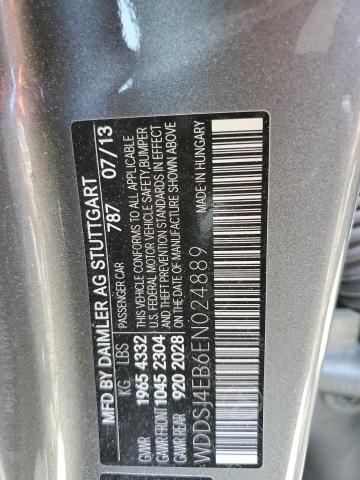 MFD BY DAIMLER AG STUTTGART
PASSENGER CAR 787 07/13
KG LBS
GVWR 1965 4332
GAWR FRONT 1045 2304
GAWR REAR 920 2028
THIS VEHICLE CONFORMS TO ALL APPLICABLE
U.S. FEDERAL MOTOR VEHICLE SAFETY, BUMPER
AND THEFT PREVENTION STANDARDS IN EFFECT
ON THE DATE OF MANUFACTURE SHOWN ABOVE
MADE IN HUNGARY
WDDSJ4EB6EN024889